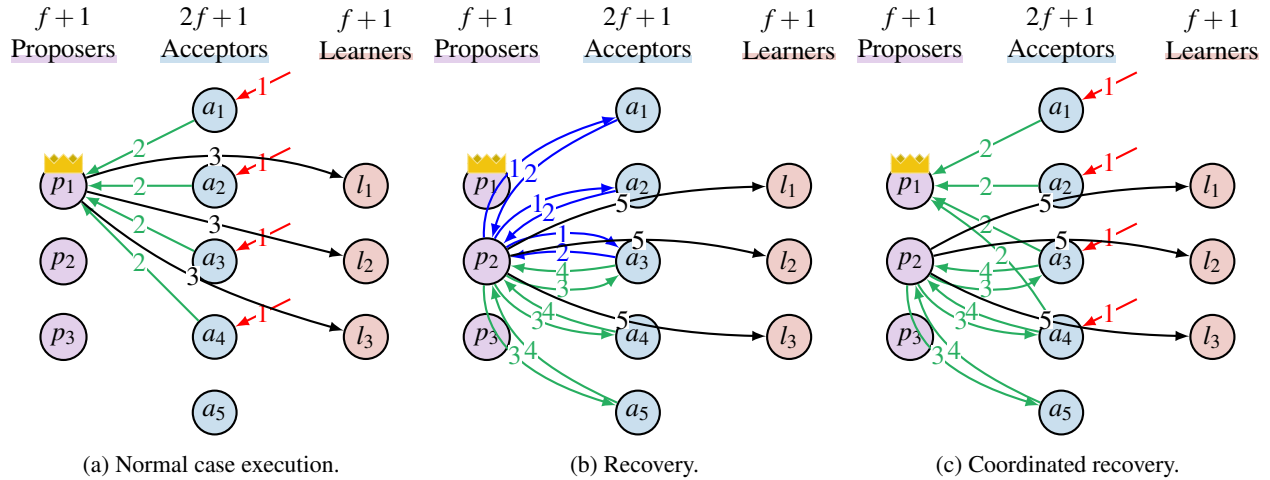 f + 1 2f + 1 f + 1 f + 1 2f + 1 f + 1 f + 1 2f + 1 f + 1
Proposers Acceptors Learners Proposers Acceptors Learners Proposers Acceptors Learners
a1 1 a1 a1 1
2 3 1 1 2 2 1
p1 2 a2 l1 p1 1 2 a2 5 l1 p1 2 a2 5 l1
2 3 1 1 5 2 5 1
p2 2 a3 3 l2 p2 2 4 3 a3 l2 p2 2 4 3 a3 l2
1 4 3 5 4 3 5 1
p3 a4 l3 p3 3 4 a4 l3 p3 3 4 a4 l3
a5 a5 a5
(a) Normal case execution. (b) Recovery. (c) Coordinated recovery.